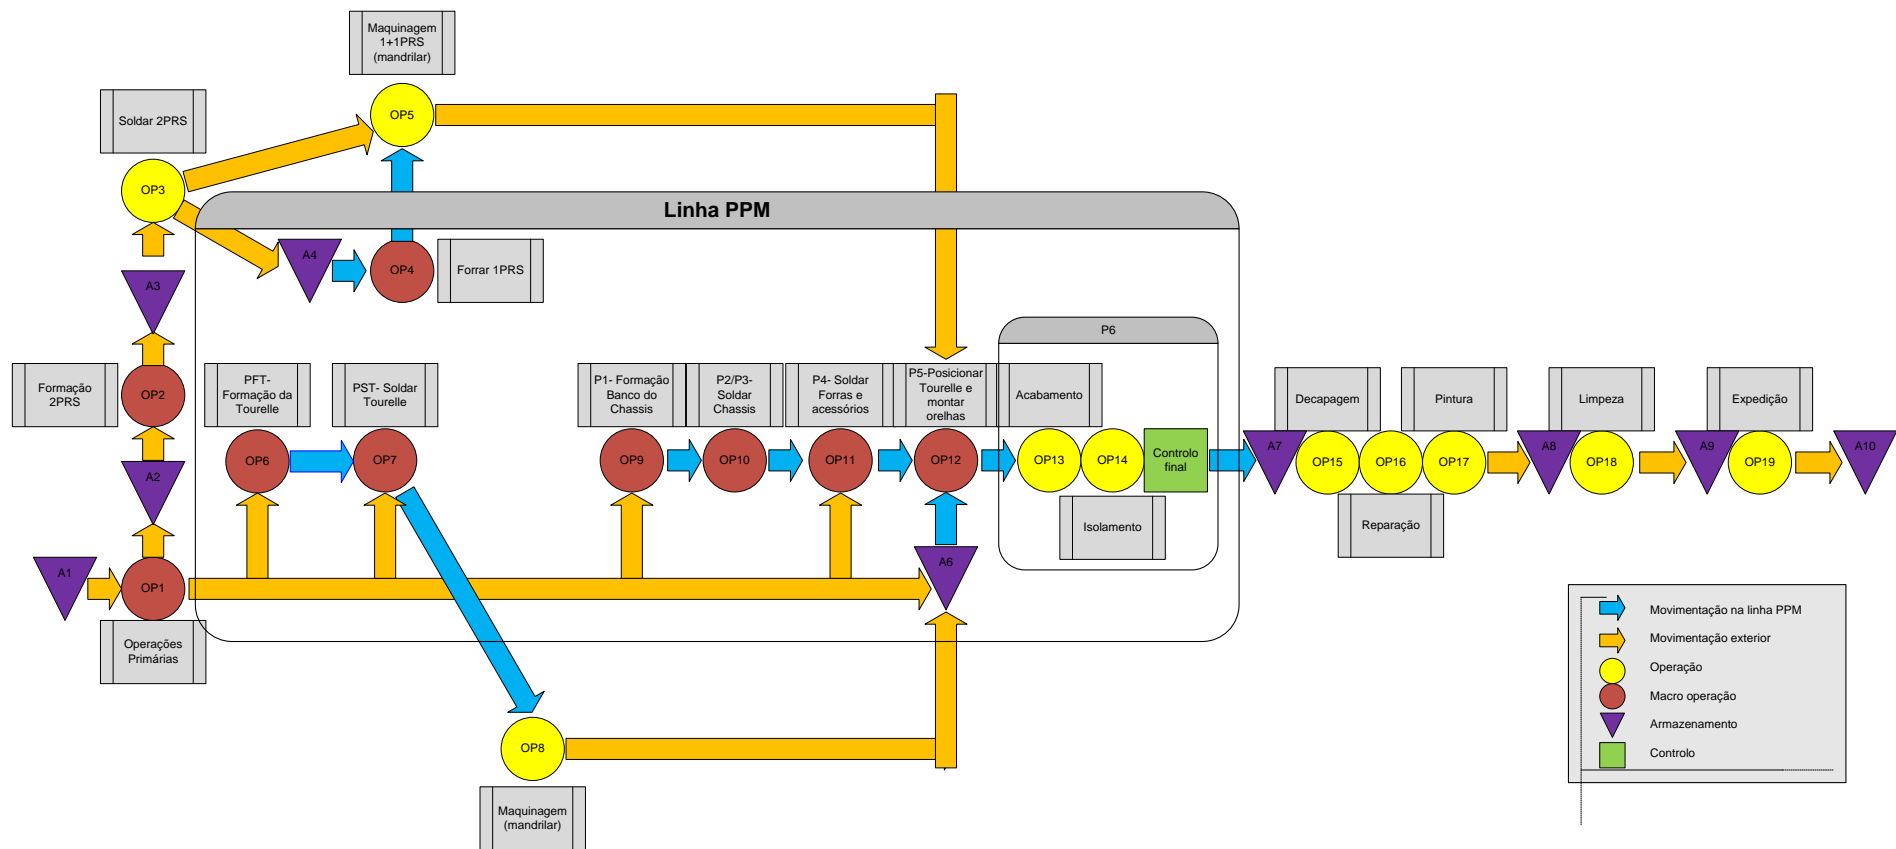 Maquinagem
1+1PRS
(mandrilar)
Soldar 2PRS
OP5
OP3
Linha PPM
A4
OP4
Forrar 1PRS
A3
P6
Formação
2PRS
OP2
PFT-
Formação da
Tourelle
PST- Soldar
Tourelle
P1- Formação
Banco do
Chassis
P2/P3-
Soldar
Chassis
P4- Soldar
Forras e
acessórios
P5-Posicionar
Tourelle e
montar
orelhas
Acabamento
Decapagem
Pintura
Limpeza
Expedição
A2
OP6
OP7
OP9
OP10
OP11
OP12
OP13
OP14
Controlo
final
A7
OP15
OP16
OP17
A8
OP18
A9
OP19
A10
Isolamento
Reparação
A1
OP1
A6
Operações
Primárias
OP8
Maquinagem
(mandrilar)
Movimentação na linha PPM
Movimentação exterior
Operação
Macro operação
Armazenamento
Controlo